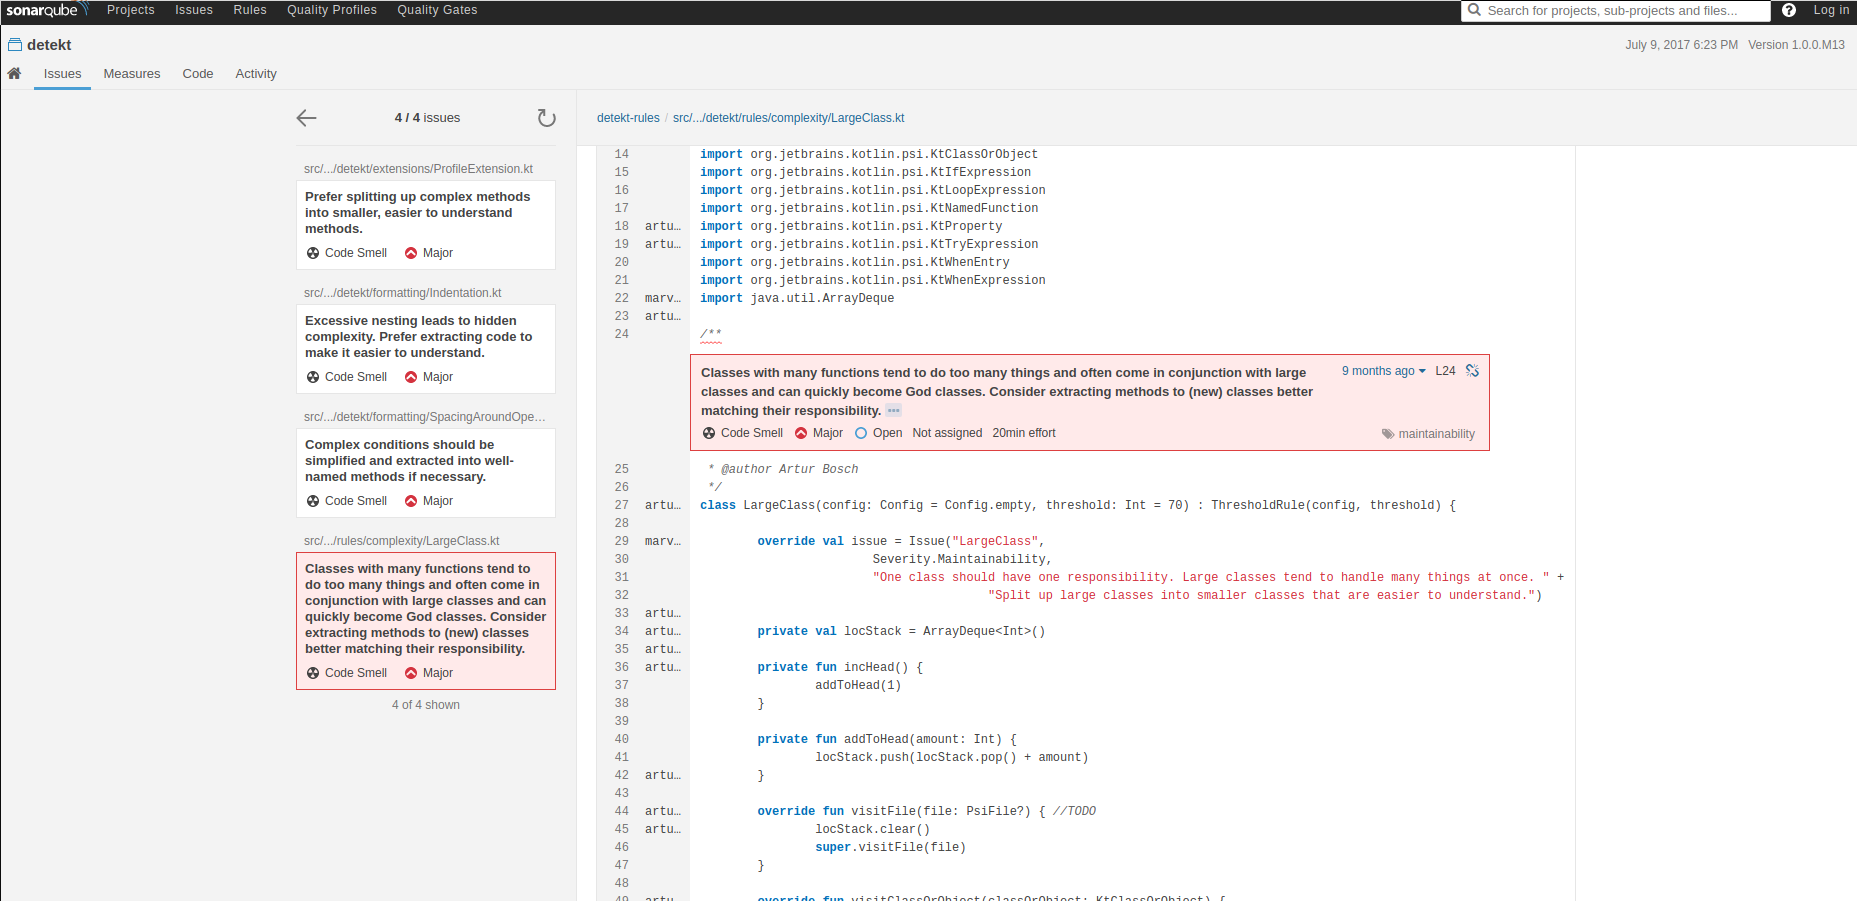 sonarqube Projects Issues Rules Quality Profiles Quality Gates Search for projects, sub-projects and files... ? Log in
detekt July 9, 2017 6:23 PM Version 1.0.0.M13
Issues Measures Code Activity
4 / 4 issues
src/.../detekt/extensions/ProfileExtension.kt
Prefer splitting up complex methods
into smaller, easier to understand
methods.
Code Smell Major
src/.../detekt/formatting/Indentation.kt
Excessive nesting leads to hidden
complexity. Prefer extracting code to
make it easier to understand.
Code Smell Major
src/.../detekt/formatting/SpacingAroundOpe...
Complex conditions should be
simplified and extracted into well-
named methods if necessary.
Code Smell Major
src/.../rules/complexity/LargeClass.kt
Classes with many functions tend to
do too many things and often come in
conjunction with large classes and can
quickly become God classes. Consider
extracting methods to (new) classes
better matching their responsibility.
Code Smell Major
4 of 4 shown
detekt-rules / src/.../detekt/rules/complexity/LargeClass.kt
14 import org.jetbrains.kotlin.psi.KtClassOrObject
15 import org.jetbrains.kotlin.psi.KtIfExpression
16 import org.jetbrains.kotlin.psi.KtLoopExpression
17 import org.jetbrains.kotlin.psi.KtNamedFunction
18 artu... import org.jetbrains.kotlin.psi.KtProperty
19 artu... import org.jetbrains.kotlin.psi.KtTryExpression
20 import org.jetbrains.kotlin.psi.KtWhenEntry
21 import org.jetbrains.kotlin.psi.KtWhenExpression
22 marv... import java.util.ArrayDeque
23 artu...
24 /**
Classes with many functions tend to do too many things and often come in conjunction with large 9 months ago L24
classes and can quickly become God classes. Consider extracting methods to (new) classes better
matching their responsibility. ...
Code Smell Major Open Not assigned 20min effort maintainability
25 * @author Artur Bosch
26 */
27 artu... class LargeClass(config: Config = Config.empty, threshold: Int = 70) : ThresholdRule(config, threshold) {
28
29 marv... override val issue = Issue("LargeClass",
30 Severity.Maintainability,
31 "One class should have one responsibility. Large classes tend to handle many things at once. " +
32 "Split up large classes into smaller classes that are easier to understand.")
33 artu...
34 artu... private val locStack = ArrayDeque<Int>()
35 artu...
36 artu... private fun incHead() {
37 addToHead(1)
38 }
39
40 private fun addToHead(amount: Int) {
41 locStack.push(locStack.pop() + amount)
42 artu... }
43
44 artu... override fun visitFile(file: PsiFile?) { //TODO
45 artu... locStack.clear()
46 super.visitFile(file)
47 }
48
49 artu... override fun visitClassOrObject(classOrObject: KtClassOrObject) {